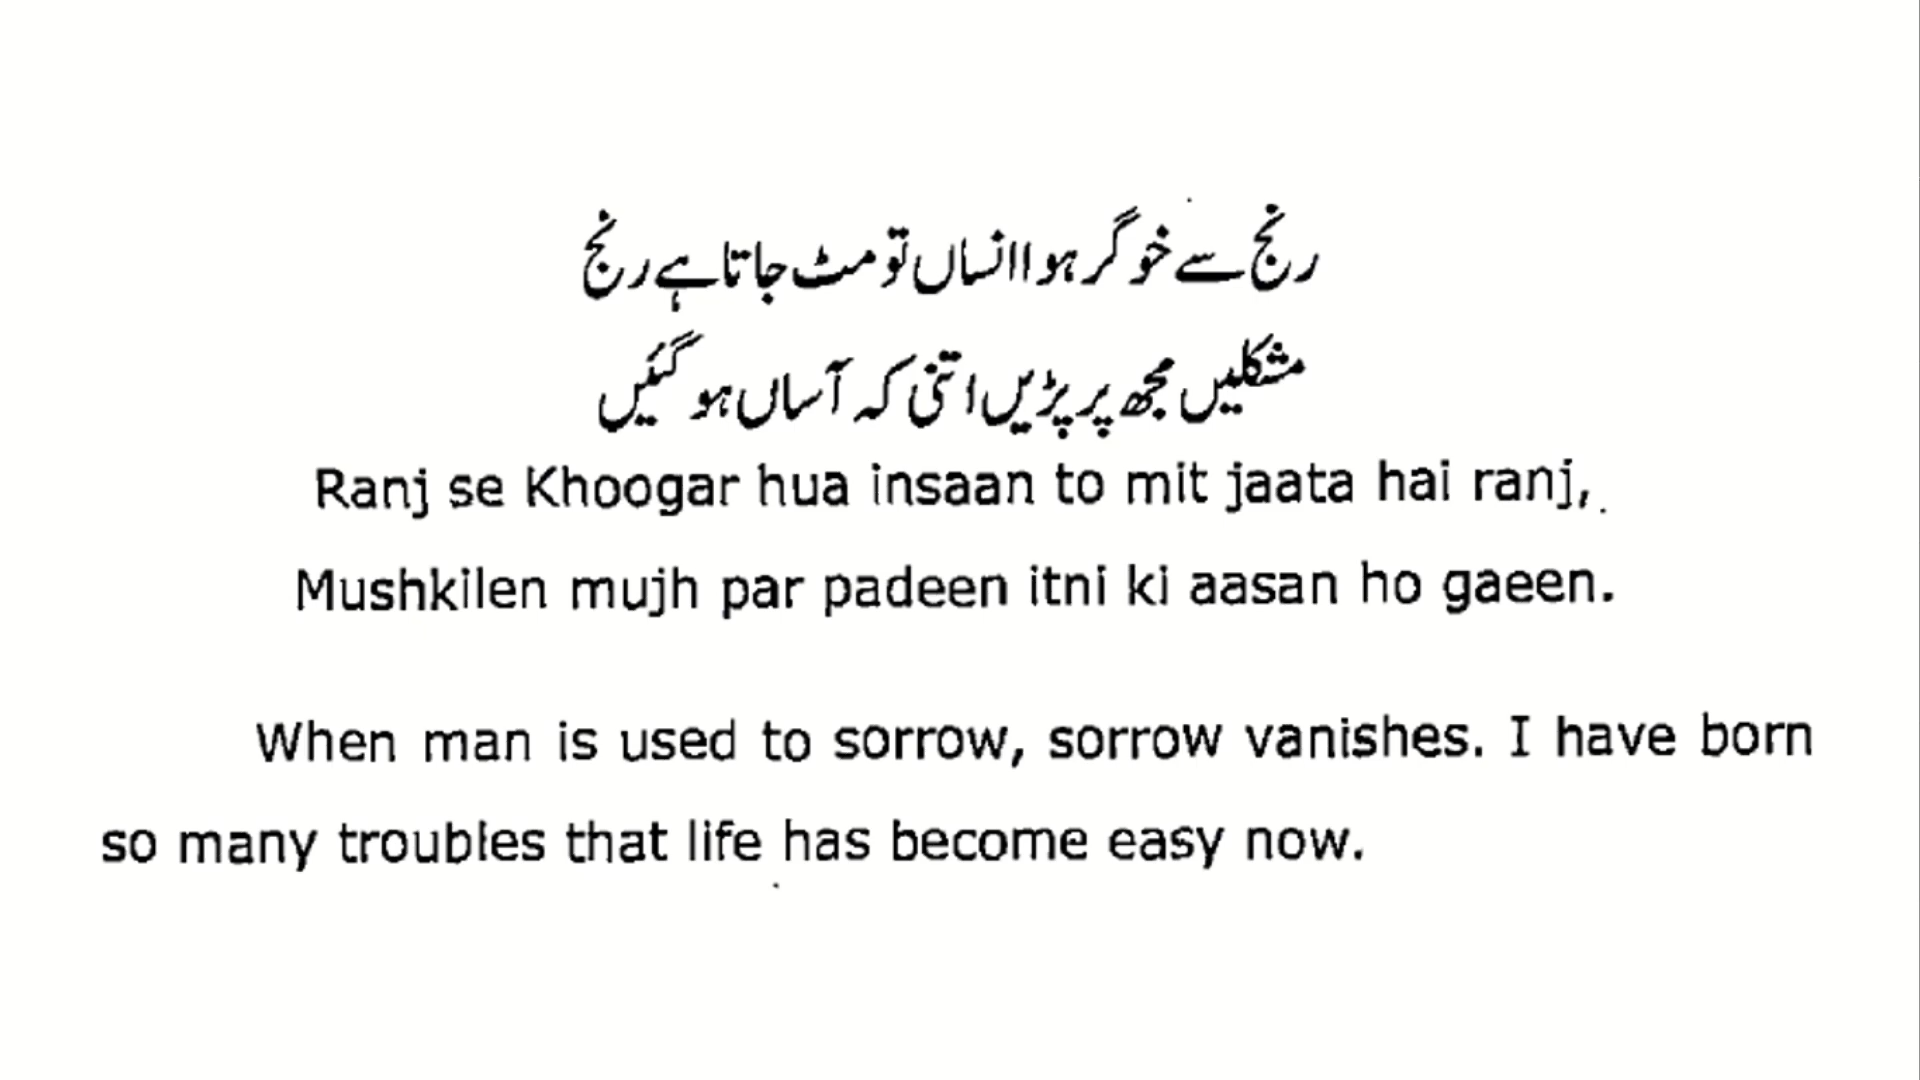 رنج سے خوگر ہوا انساں تو مٹ جاتا ہے رنج
مشکلیں مجھ پر پڑیں اتنی کہ آساں ہو گئیں
Ranj se Khoogar hua insaan to mit jaata hai ranj,.
Mushkilen mujh par padeen itni ki aasan ho gaeen.
When man is used to sorrow, sorrow vanishes. I have born
so many troubles that life has become easy now.